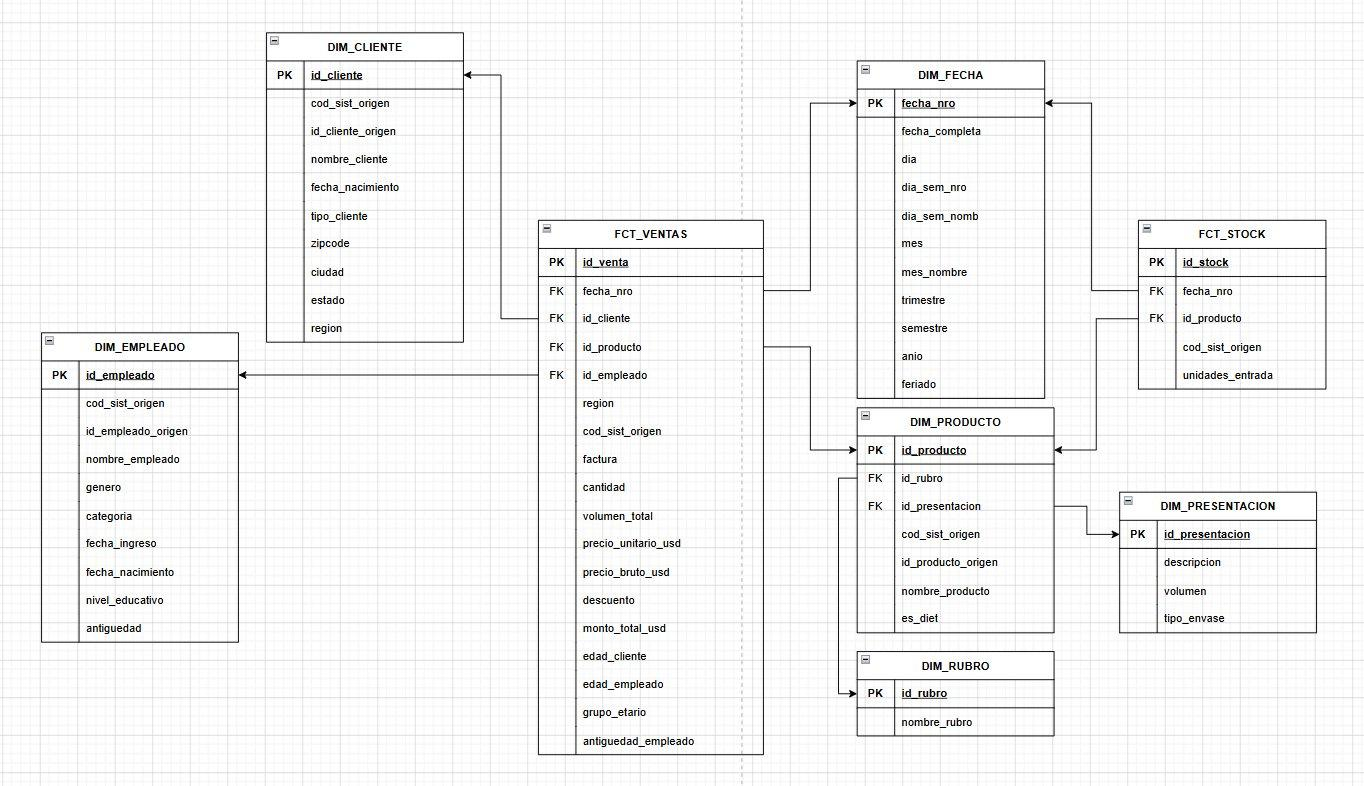 DIM_CLIENTE
PK id_cliente
cod_sist_origen
id_cliente_origen
nombre_cliente
fecha_nacimiento
tipo_cliente
zipcode
ciudad
estado
region
DIM_EMPLEADO
PK id_empleado
cod_sist_origen
id_empleado_origen
nombre_empleado
genero
categoria
fecha_ingreso
fecha_nacimiento
nivel_educativo
antiguedad
FCT_VENTAS
PK id_venta
FK fecha_nro
FK id_cliente
FK id_producto
FK id_empleado
region
cod_sist_origen
factura
cantidad
volumen_total
precio_unitario_usd
precio_bruto_usd
descuento
monto_total_usd
edad_cliente
edad_empleado
grupo_etario
antiguedad_empleado
DIM_FECHA
PK fecha_nro
fecha_completa
dia
dia_sem_nro
dia_sem_nomb
mes
mes_nombre
trimestre
semestre
anio
feriado
DIM_PRODUCTO
PK id_producto
FK id_rubro
FK id_presentacion
cod_sist_origen
id_producto_origen
nombre_producto
es_diet
DIM_RUBRO
PK id_rubro
nombre_rubro
FCT_STOCK
PK id_stock
FK fecha_nro
FK id_producto
cod_sist_origen
unidades_entrada
DIM_PRESENTACION
PK id_presentacion
descripcion
volumen
tipo_envase